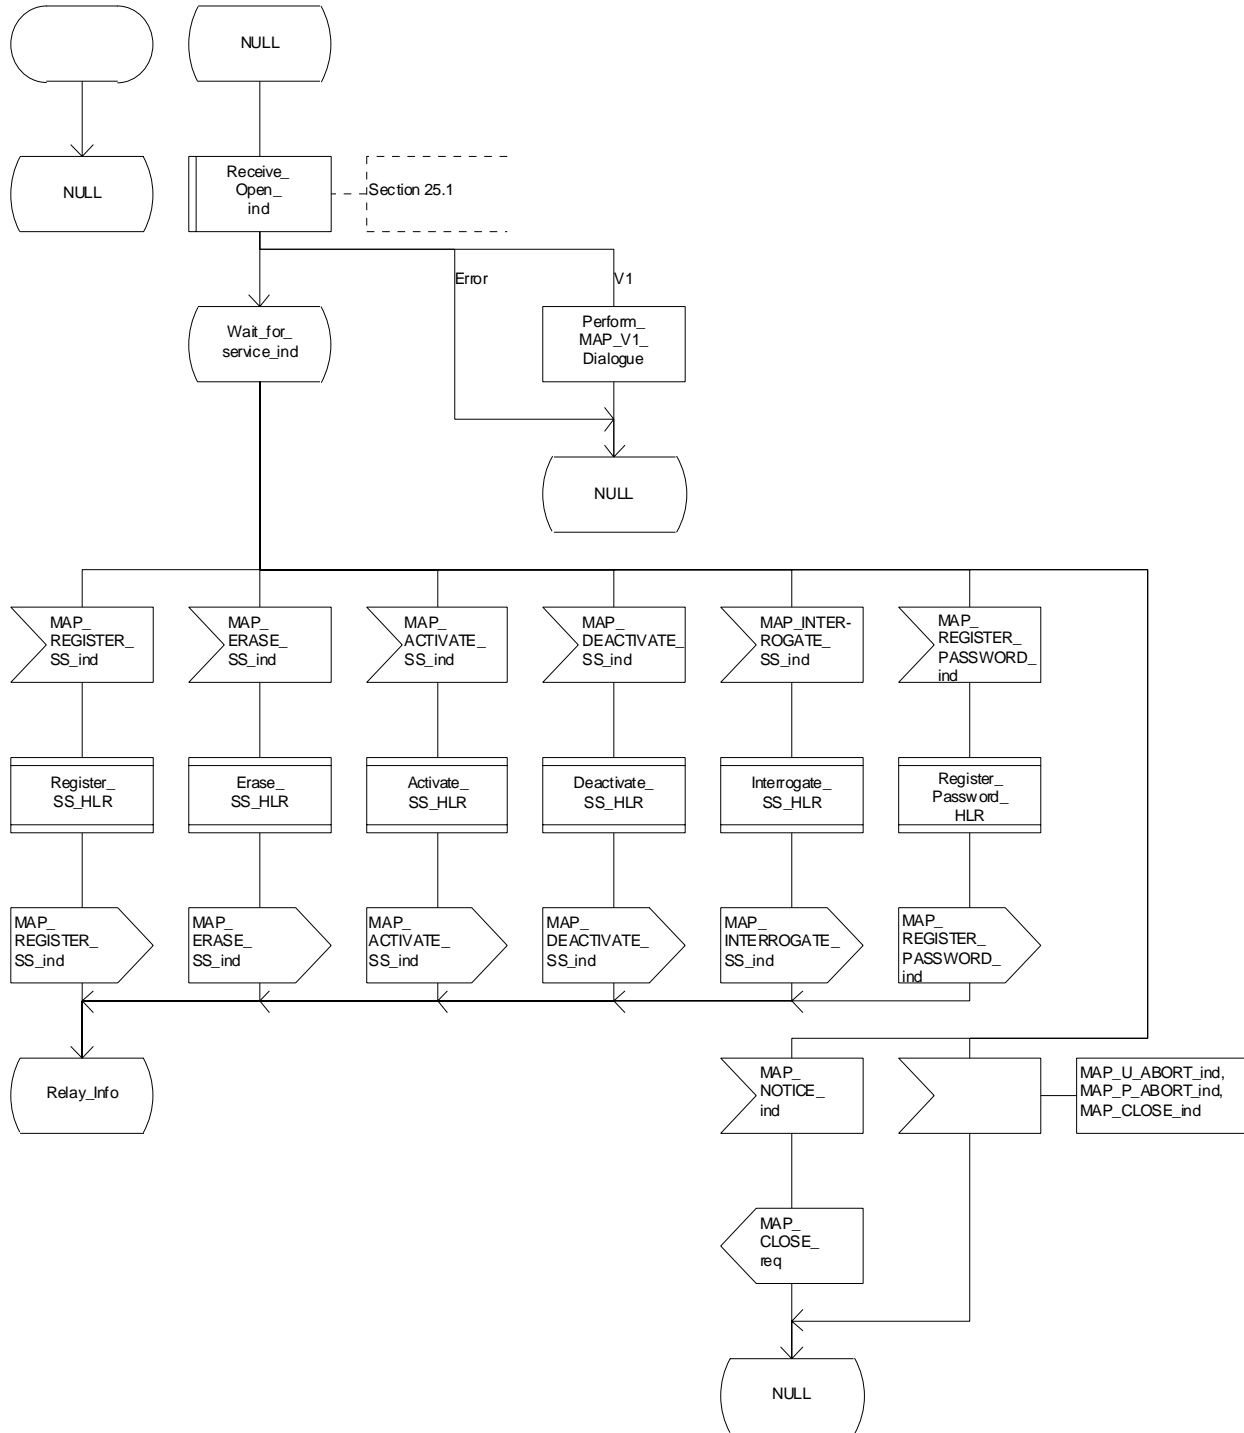 NULL
NULL
Receive_
Open_
ind
Section 25.1
Error
V1
Wait_for_
service_ind
Perform_
MAP_V1_
Dialogue
NULL
MAP_
REGISTER_
SS_ind
MAP_
ERASE_
SS_ind
MAP_
ACTIVATE_
SS_ind
MAP_
DEACTIVATE_
SS_ind
MAP_INTER-
ROGATE_
SS_ind
MAP_
REGISTER_
PASSWORD_
ind
Register_
SS_HLR
Erase_
SS_HLR
Activate_
SS_HLR
Deactivate_
SS_HLR
Interrogate_
SS_HLR
Register_
Password_
HLR
MAP_
REGISTER_
SS_ind
MAP_
ERASE_
SS_ind
MAP_
ACTIVATE_
SS_ind
MAP_
DEACTIVATE_
SS_ind
MAP_
INTERROGATE_
SS_ind
MAP_
REGISTER_
PASSWORD_
ind
Relay_Info
MAP_
NOTICE_
ind
MAP_U_ABORT_ind,
MAP_P_ABORT_ind,
MAP_CLOSE_ind
MAP_
CLOSE_
req
NULL